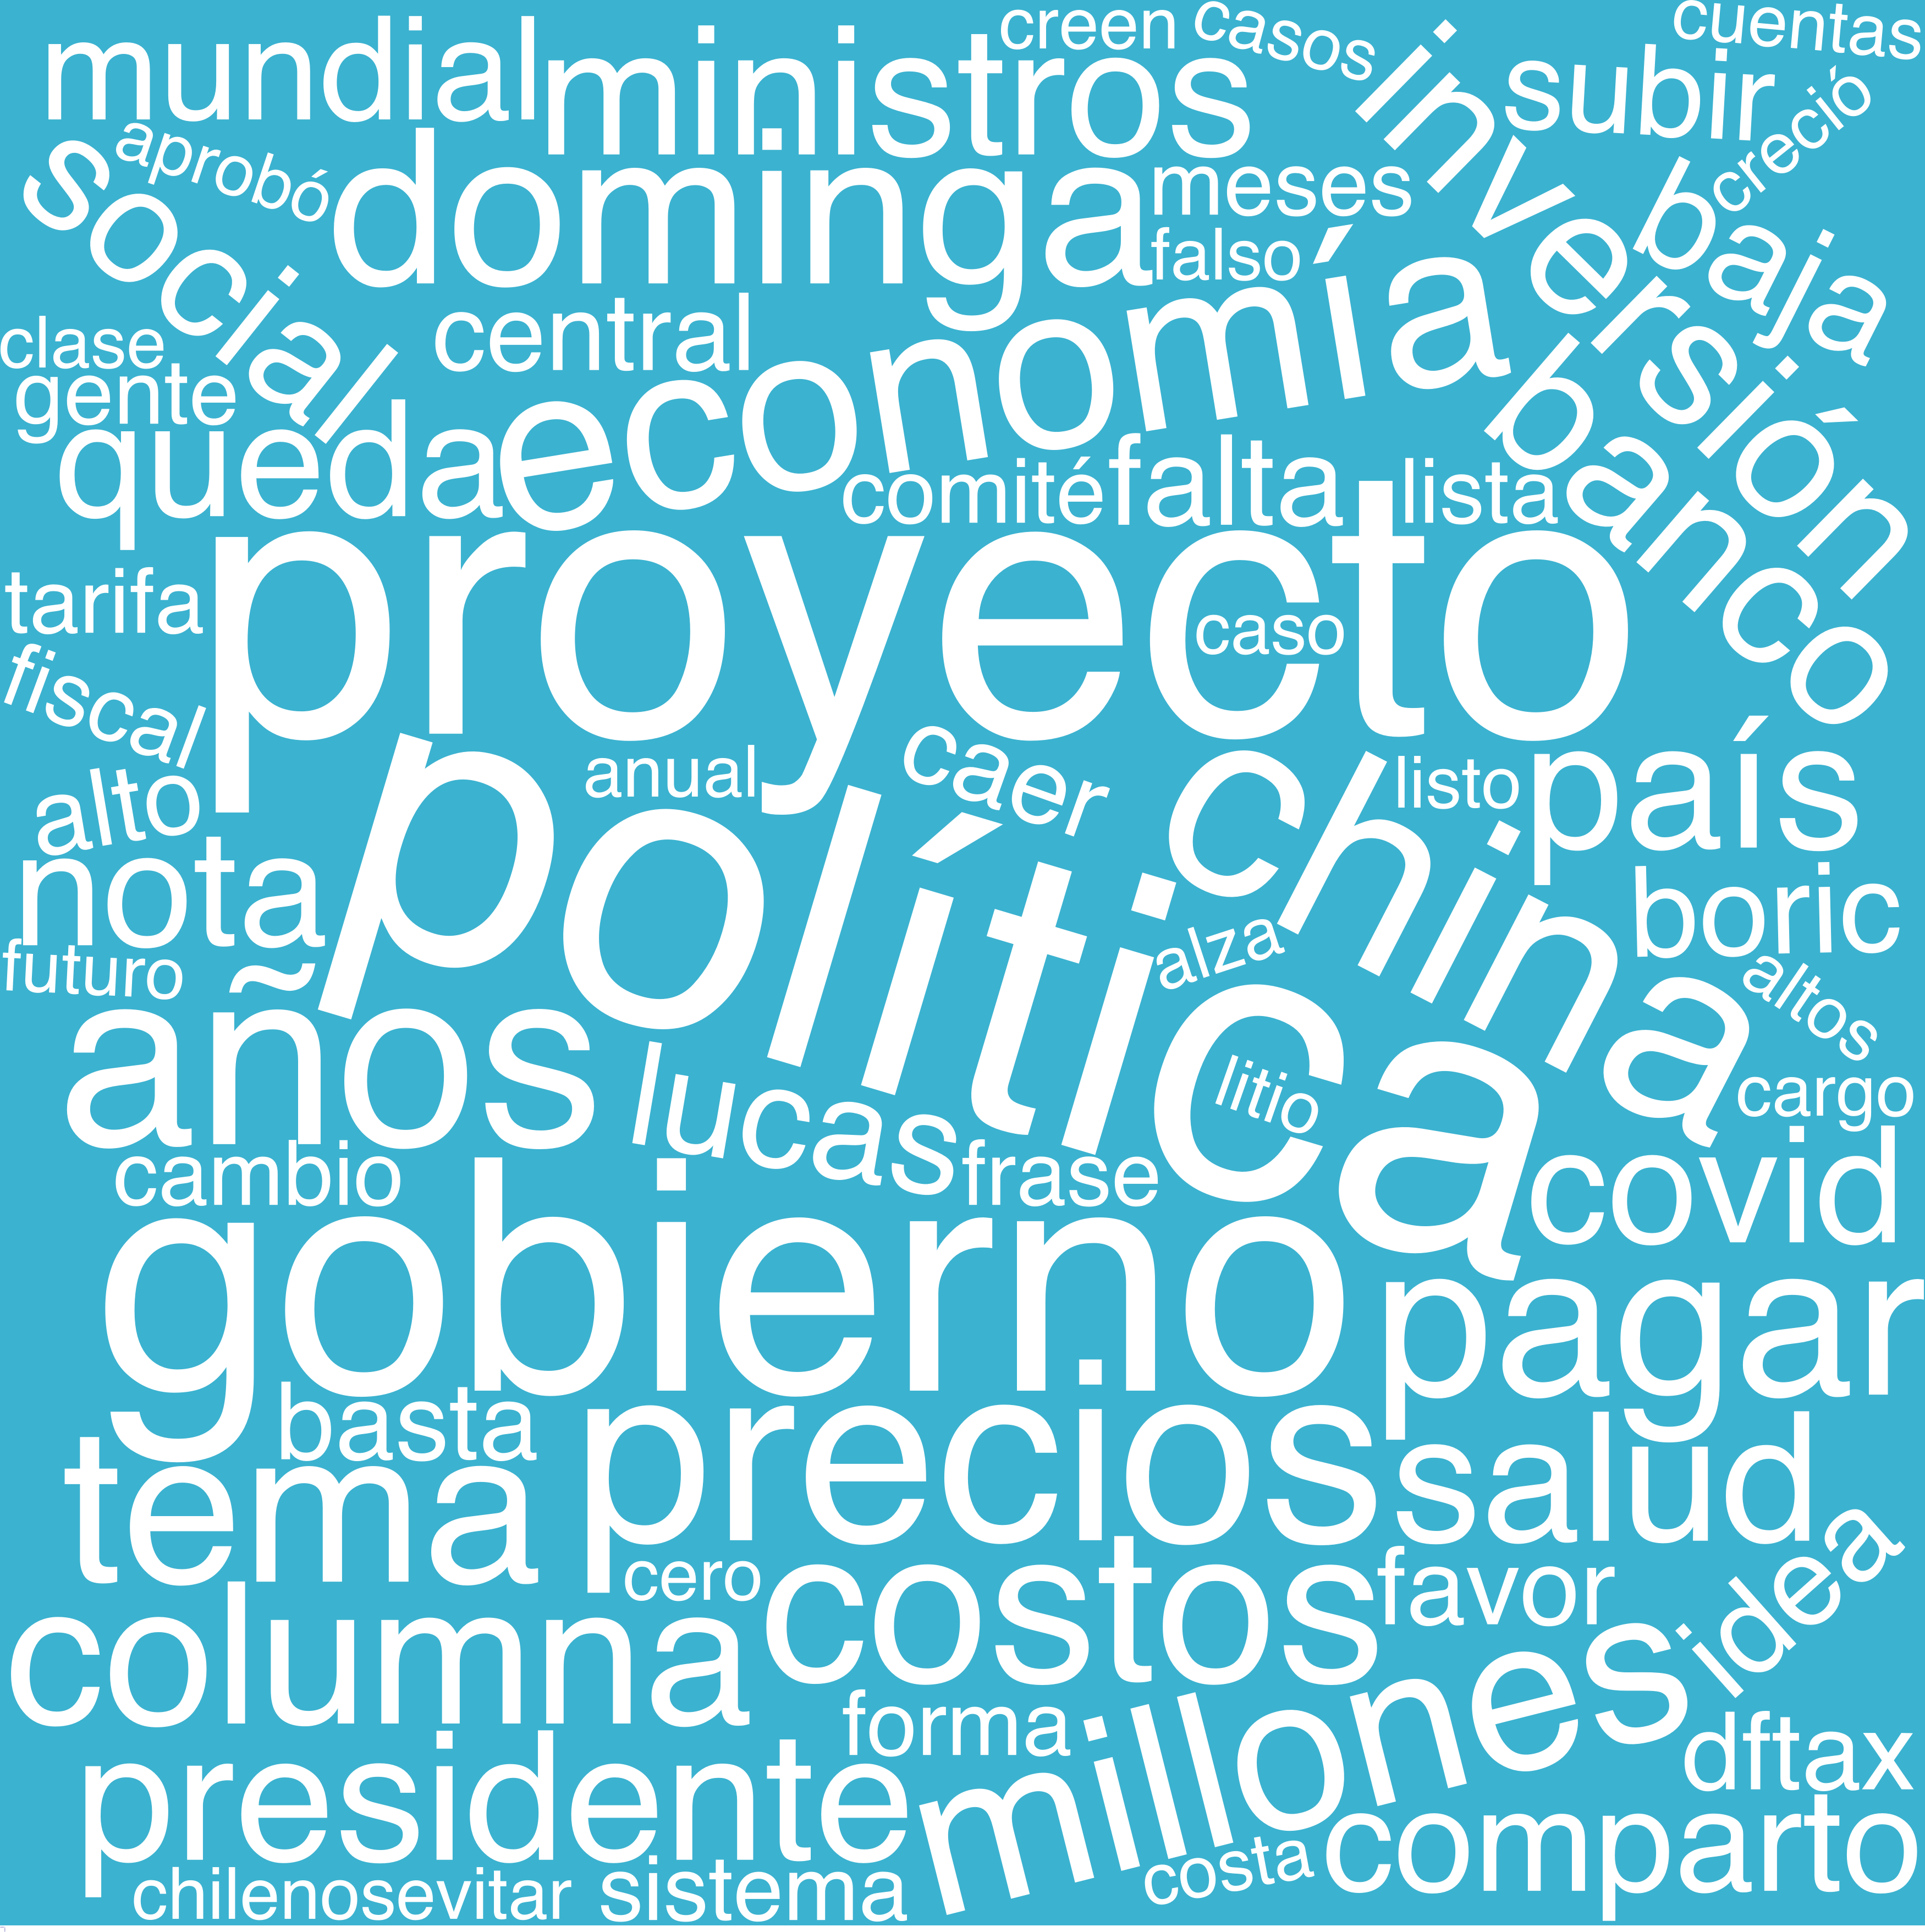 mundial ministros creen casos inversión subir cuentas
social aprobó dominga meses falso baja creció
clase central economía banco
gente queda comité falta lista
tarifa proyecto caso
fiscal anual caer china listo país
alto política boric
nota alza altos
futuro años lucas litio cargo
cambio frase covid
gobierno pagar
basta precios salud
tema cero costos favor idea
columna forma millones dftax
presidente costa comparto
chilenos evitar sistema